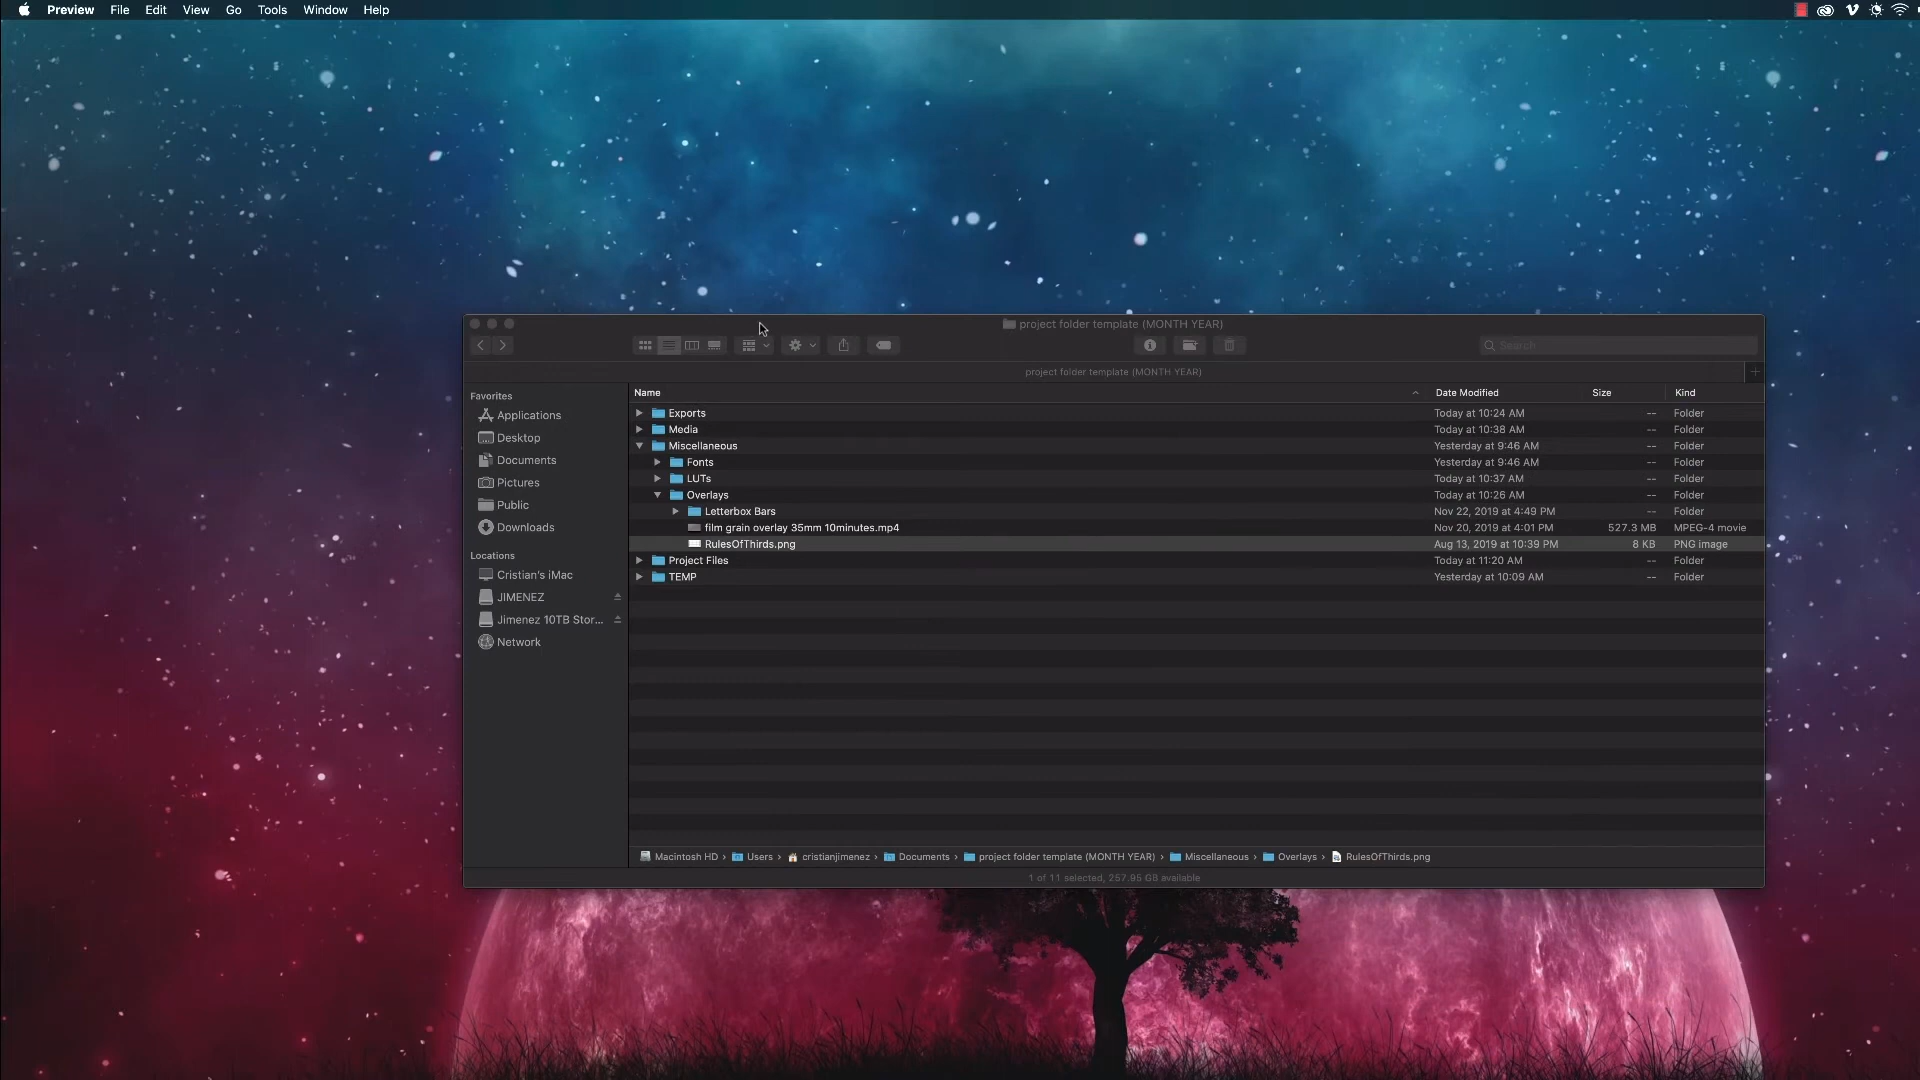 Preview File Edit View Go Tools Window Help
project folder template (MONTH YEAR)
Search
project folder template (MONTH YEAR)
Favorites
Applications
Desktop
Documents
Pictures
Public
Downloads
Locations
Cristian's iMac
JIMENEZ
Jimenez 10TB Stor...
Network
Name Date Modified Size Kind
Exports Today at 10:24 AM -- Folder
Media Today at 10:38 AM -- Folder
Miscellaneous Yesterday at 9:46 AM -- Folder
Fonts Yesterday at 9:46 AM -- Folder
LUTs Today at 10:37 AM -- Folder
Overlays Today at 10:26 AM -- Folder
Letterbox Bars Nov 22, 2019 at 4:49 PM -- Folder
film grain overlay 35mm 10minutes.mp4 Nov 20, 2019 at 4:01 PM 527.3 MB MPEG-4 movie
RulesOfThirds.png Aug 13, 2019 at 10:39 PM 8 KB PNG image
Project Files Today at 11:20 AM -- Folder
TEMP Yesterday at 10:09 AM -- Folder
Macintosh HD › Users › cristianjimenez › Documents › project folder template (MONTH YEAR) › Miscellaneous › Overlays › RulesOfThirds.png
1 of 11 selected, 257.95 GB available